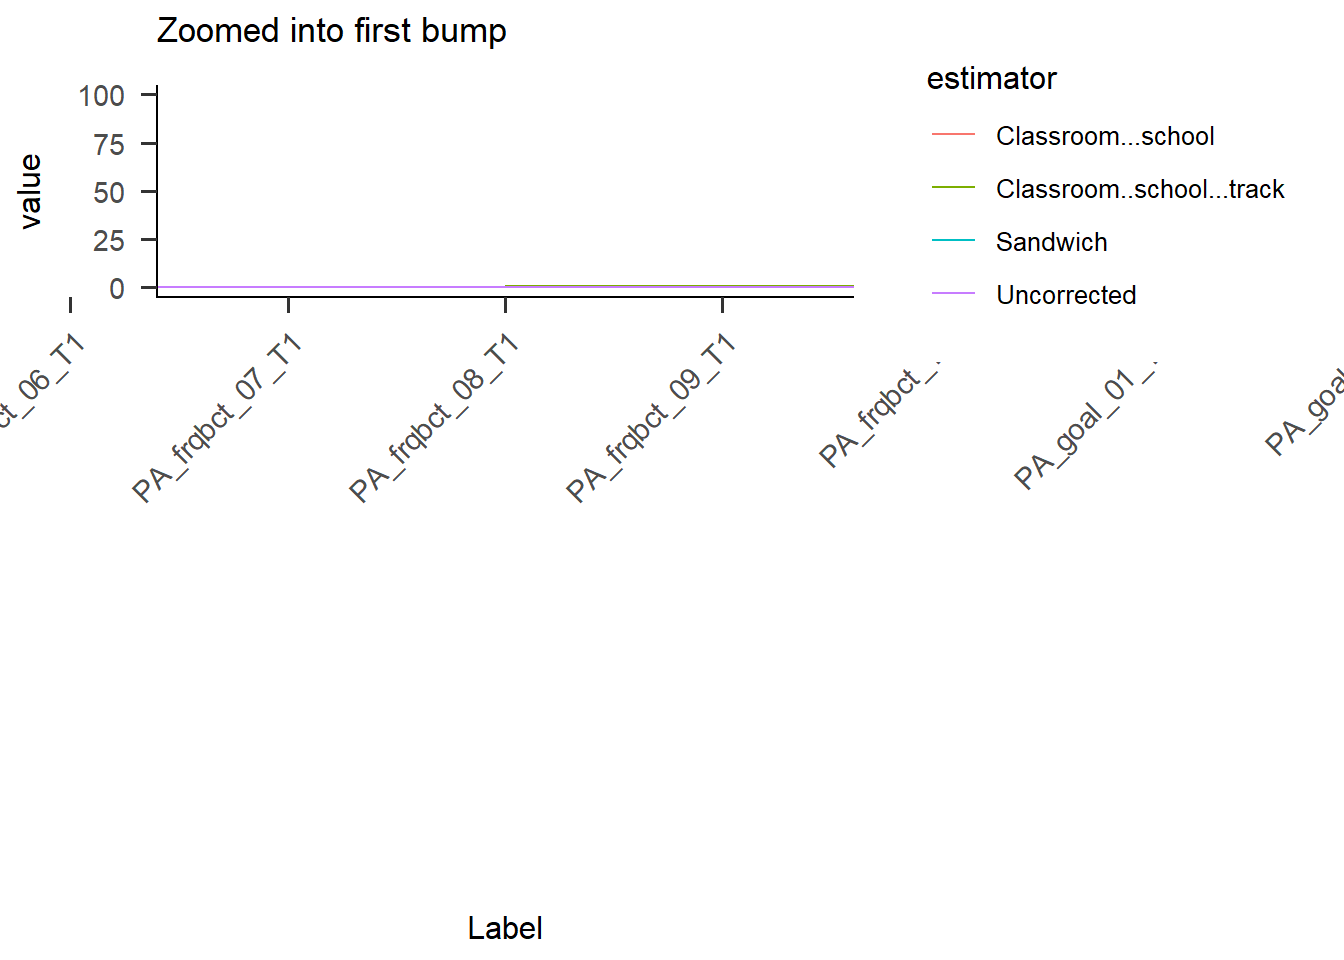 Zoomed into first bump
value
100
75
50
25
0
estimator
Classroom...school
Classroom..school...track
Sandwich
Uncorrected
ct_06_T1
PA_frqbct_07_T1
PA_frqbct_08_T1
PA_frqbct_09_T1
PA_frqbct_
PA_goal_01_
PA_goal
Label